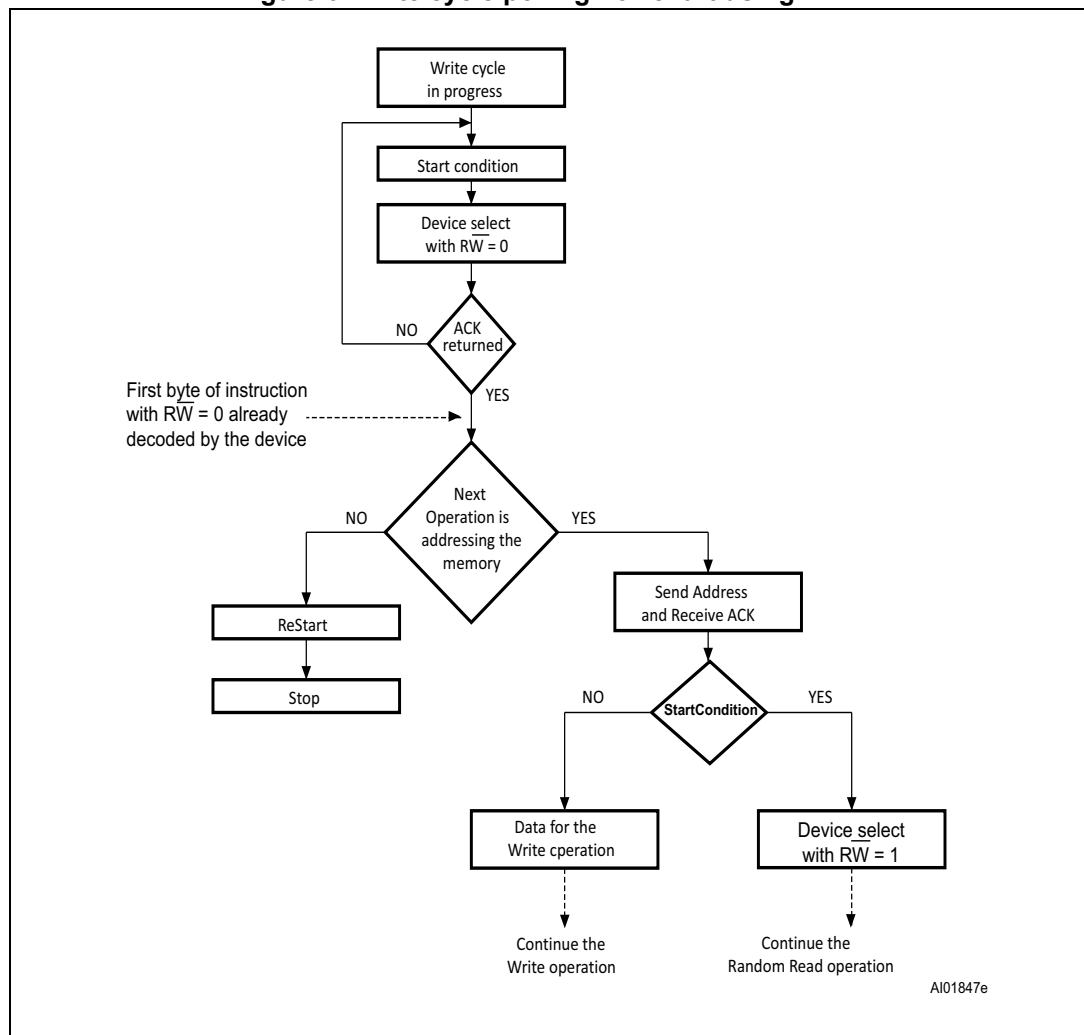 Write cycle
in progress
Start condition
Device select
with RW = 0
ACK
returned
NO
YES
First byte of instruction
with RW = 0 already
decoded by the device
Next
Operation is
addressing the
memory
NO
YES
ReStart
Stop
Send Address
and Receive ACK
StartCondition
NO
YES
Data for the
Write cperation
Device select
with RW = 1
Continue the
Write operation
Continue the
Random Read operation
AI01847e